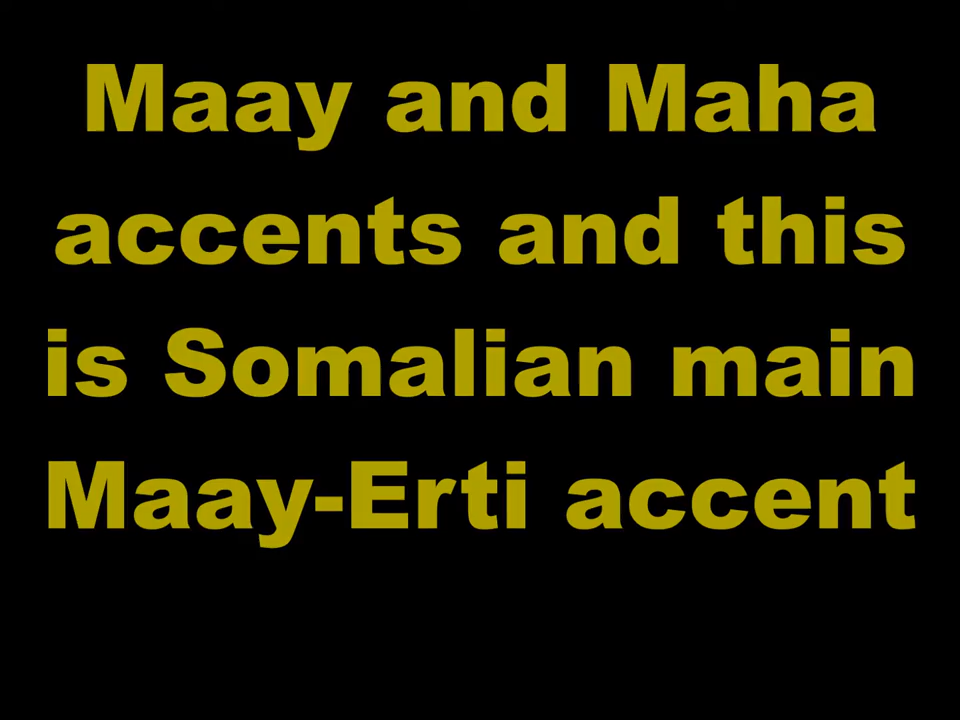 Maay and Maha
accents and this
is Somalian main
Maay-Erti accent